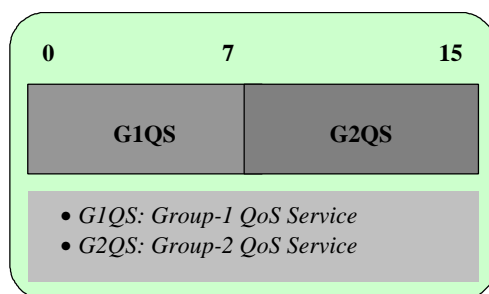 0 7 15
G1QS G2QS
• G1QS: Group-1 QoS Service
• G2QS: Group-2 QoS Service